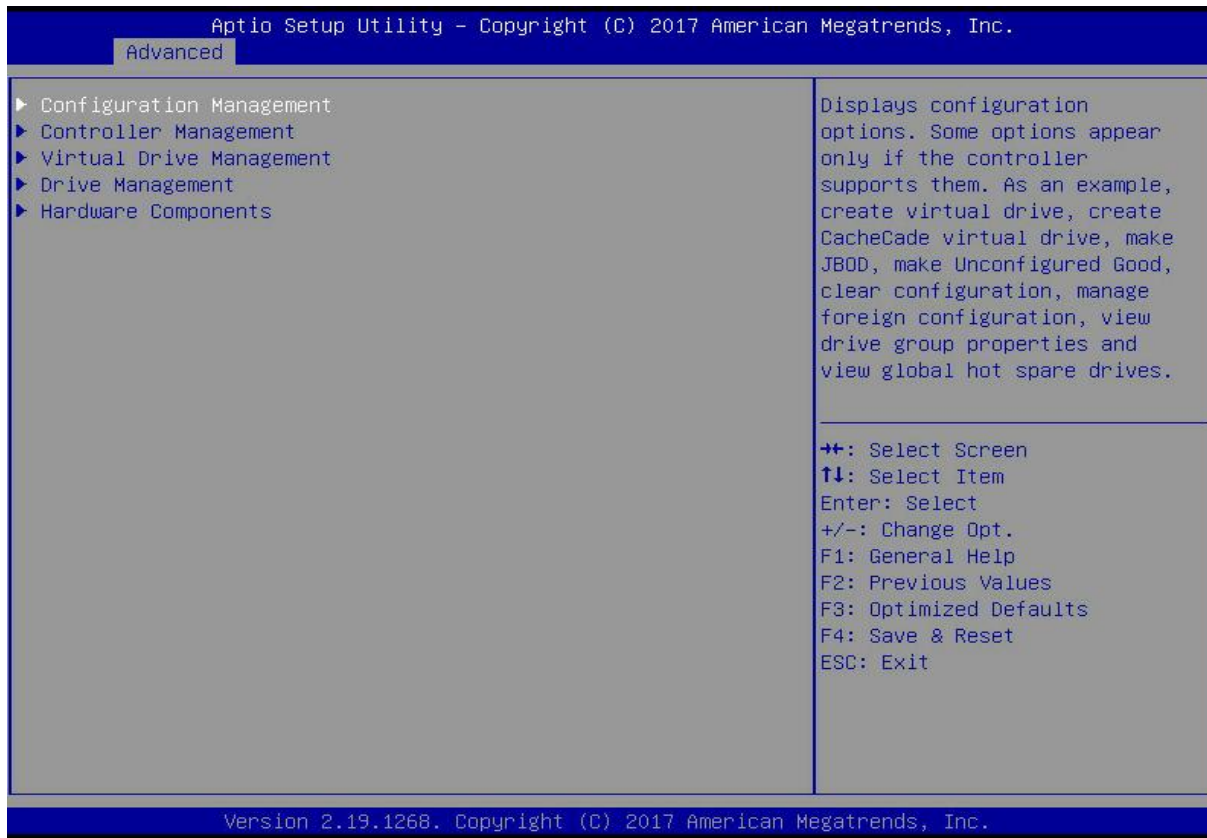 Aptio Setup Utility – Copyright (C) 2017 American Megatrends, Inc.
Advanced
▶ Configuration Management
▶ Controller Management
▶ Virtual Drive Management
▶ Drive Management
▶ Hardware Components
Displays configuration
options. Some options appear
only if the controller
supports them. As an example,
create virtual drive, create
CacheCade virtual drive, make
JBOD, make Unconfigured Good,
clear configuration, manage
foreign configuration, view
drive group properties and
view global hot spare drives.
→←: Select Screen
↑↓: Select Item
Enter: Select
+/-: Change Opt.
F1: General Help
F2: Previous Values
F3: Optimized Defaults
F4: Save & Reset
ESC: Exit
Version 2.19.1268. Copyright (C) 2017 American Megatrends, Inc.